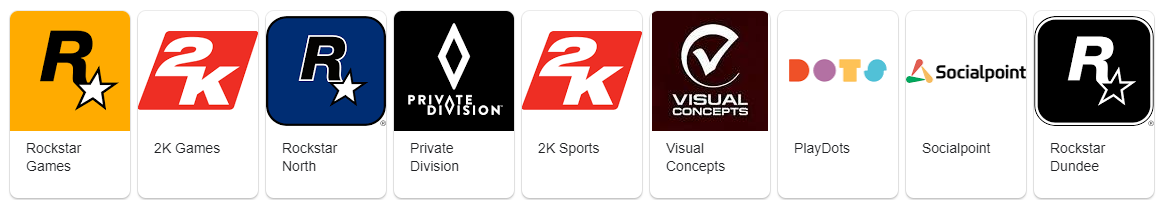 R
2K
R
PRIVATE
DIVISION
2K
VISUAL
CONCEPTS
DOTS
Socialpoint
R
Rockstar
Games
2K Games
Rockstar
North
Private
Division
2K Sports
Visual
Concepts
PlayDots
Socialpoint
Rockstar
Dundee